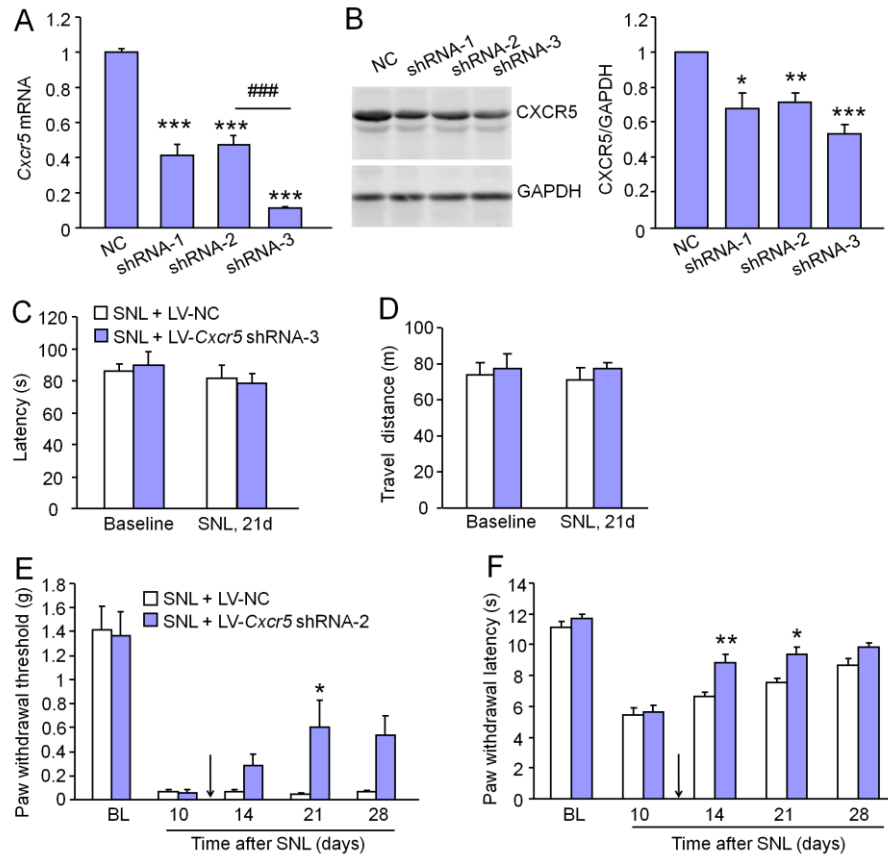 A
Cxcr5 mRNA
1.2
1
0.8
0.6
0.4
0.2
0
***
***
###
***
NC
shRNA-1
shRNA-2
shRNA-3
B
NC
shRNA-1
shRNA-2
shRNA-3
CXCR5
GAPDH
CXCR5/GAPDH
1.2
1
0.8
0.6
0.4
0.2
0
*
**
***
NC
shRNA-1
shRNA-2
shRNA-3
C
SNL + LV-NC
SNL + LV-Cxcr5 shRNA-3
Latency (s)
120
100
80
60
40
20
0
Baseline
SNL, 21d
D
Travel distance (m)
100
80
60
40
20
0
Baseline
SNL, 21d
E
SNL + LV-NC
SNL + LV-Cxcr5 shRNA-2
Paw withdrawal threshold (g)
1.8
1.6
1.4
1.2
1
0.8
0.6
0.4
0.2
0
*
BL
10
14
21
28
Time after SNL (days)
F
Paw withdrawal latency (s)
14
12
10
8
6
4
2
0
**
*
BL
10
14
21
28
Time after SNL (days)